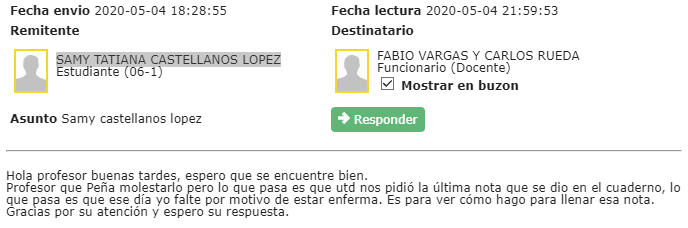 Fecha envio 2020-05-04 18:28:55
Fecha lectura 2020-05-04 21:59:53
Remitente
Destinatario
SAMY TATIANA CASTELLANOS LOPEZ
Estudiante (06-1)
FABIO VARGAS Y CARLOS RUEDA
Funcionario (Docente)
Mostrar en buzon
Asunto Samy castellanos lopez
Responder
Hola profesor buenas tardes, espero que se encuentre bien.
Profesor que Peña molestarlo pero lo que pasa es que utd nos pidió la última nota que se dio en el cuaderno, lo
que pasa es que ese día yo falte por motivo de estar enferma. Es para ver cómo hago para llenar esa nota.
Gracias por su atención y espero su respuesta.